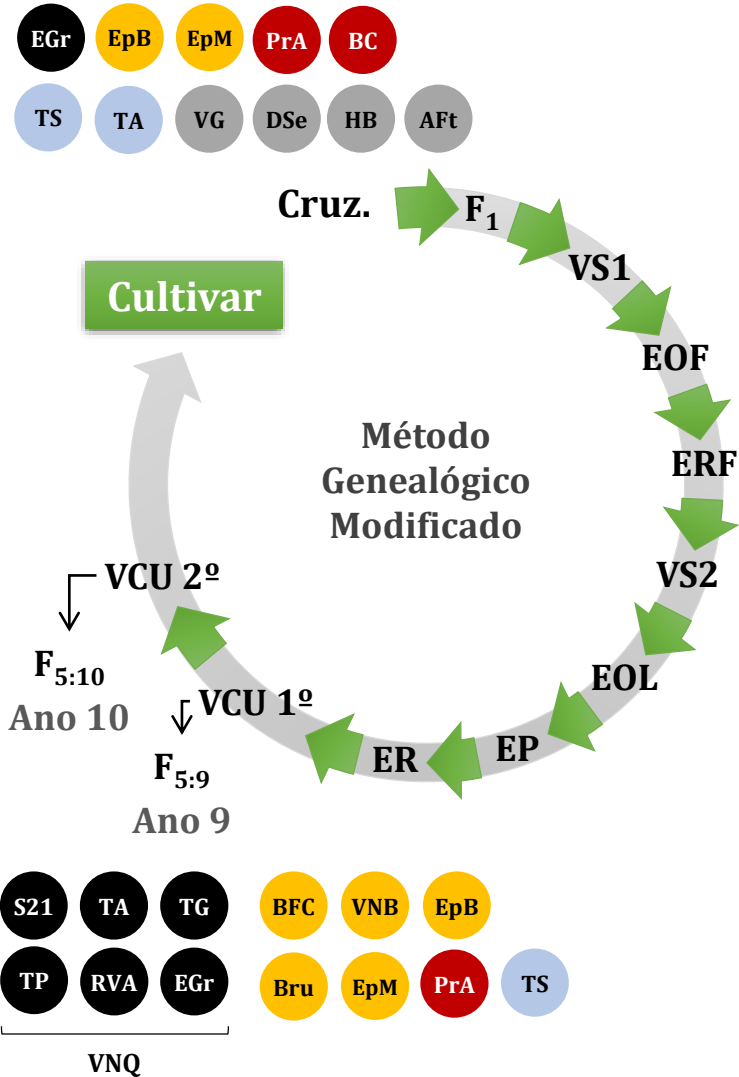 EGr EpB EpM PrA BC
TS TA VG DSe HB AFt
Cruz.
F1
VS1
EOF
ERF
VS2
EOL
EP
ER
VCU 1º
F5:9
Ano 9
VCU 2º
F5:10
Ano 10
Cultivar
Método
Genealógico
Modificado
S21 TA TG BFC VNB EpB
TP RVA EGr Bru EpM PrA TS
VNQ